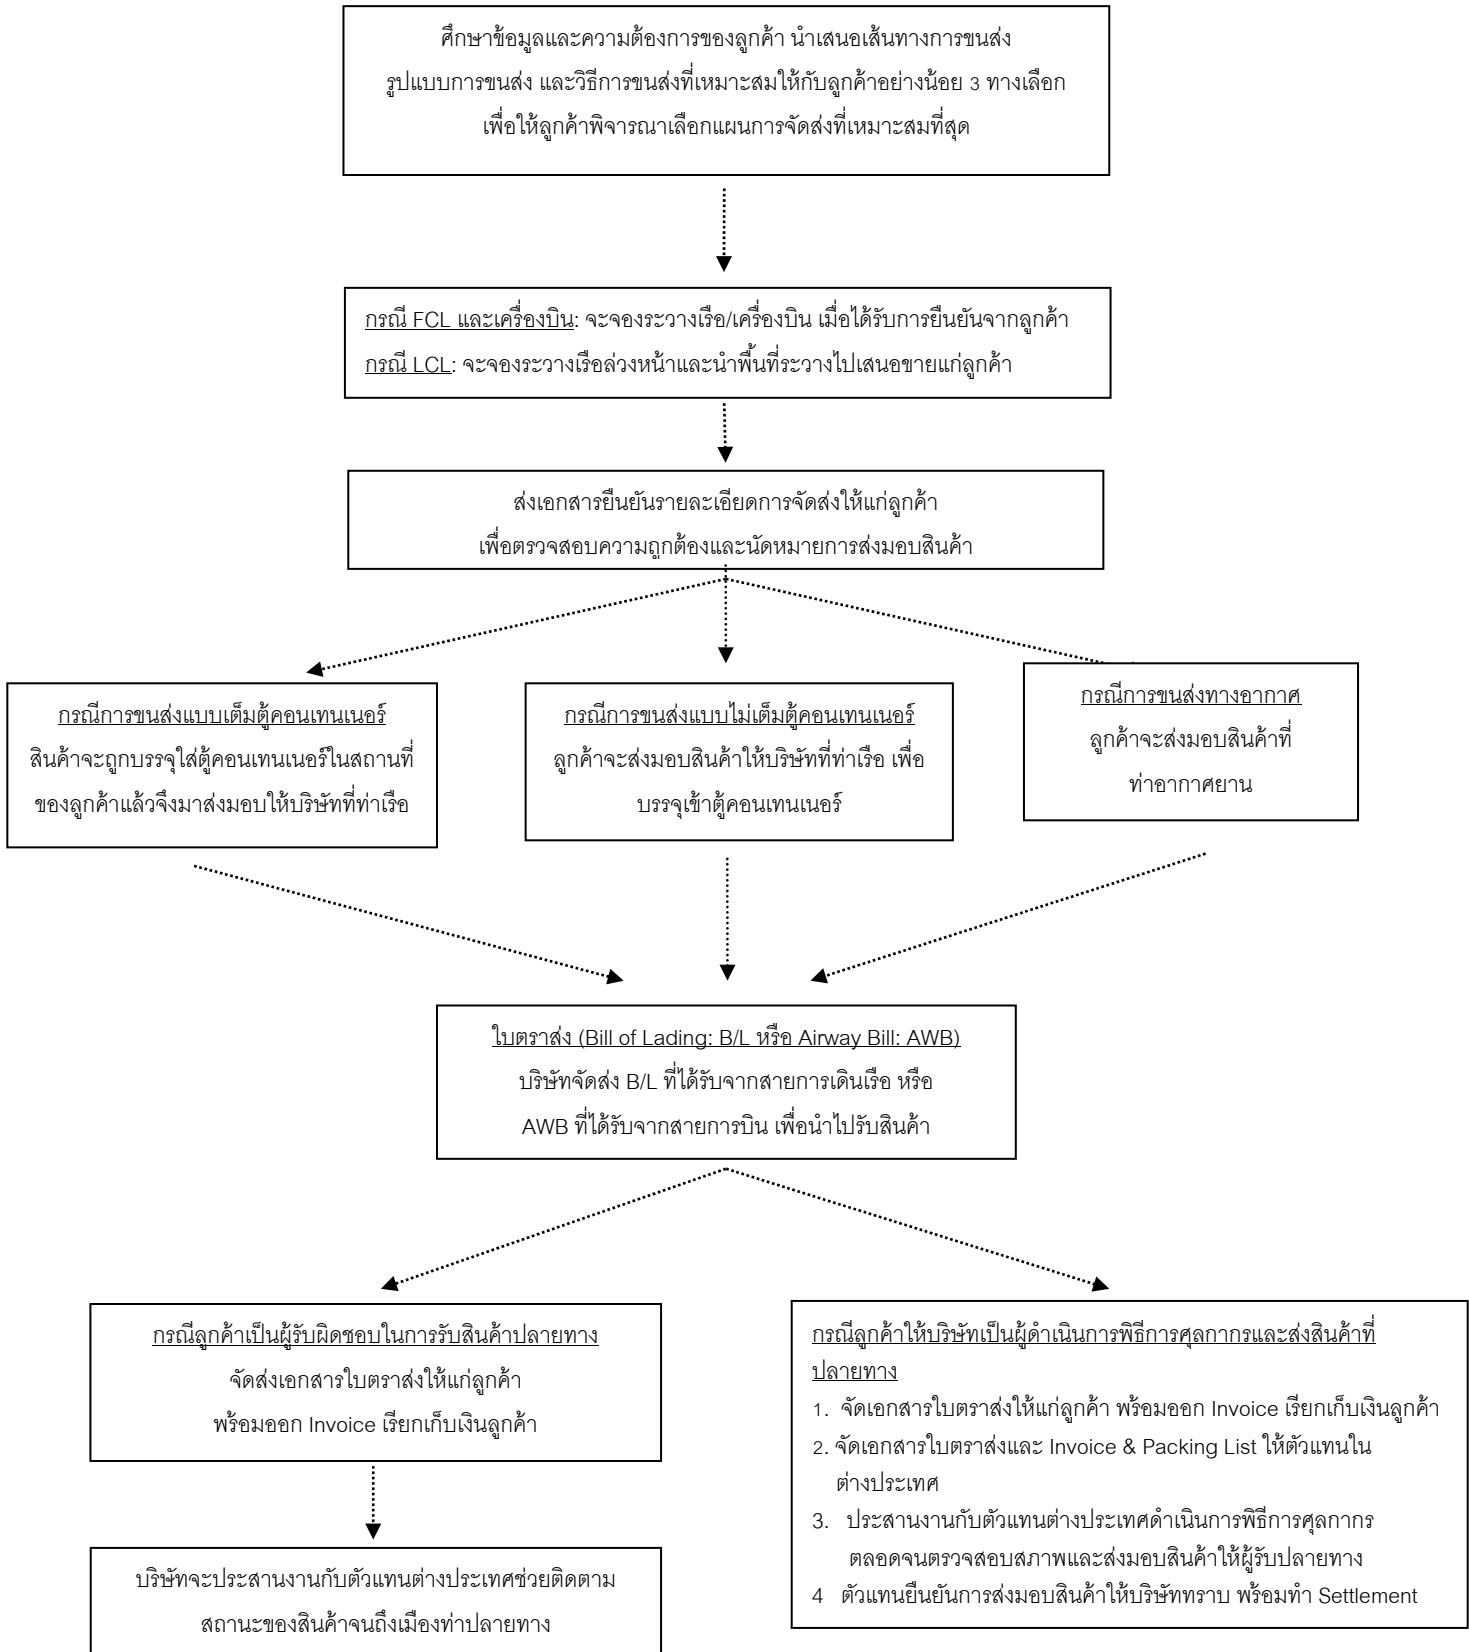 ศึกษาข้อมูลและความต้องการของลูกค้า นำเสนอเส้นทางการขนส่ง
รูปแบบการขนส่ง และวิธีการขนส่งที่เหมาะสมให้กับลูกค้าอย่างน้อย 3 ทางเลือก
เพื่อให้ลูกค้าพิจารณาเลือกแผนการจัดส่งที่เหมาะสมที่สุด
กรณี FCL และเครื่องบิน: จะจองระวางเรือ/เครื่องบิน เมื่อได้รับการยืนยันจากลูกค้า
กรณี LCL: จะจองระวางเรือล่วงหน้าและนำพื้นที่ระวางไปเสนอขายแก่ลูกค้า
ส่งเอกสารยืนยันรายละเอียดการจัดส่งให้แก่ลูกค้า
เพื่อตรวจสอบความถูกต้องและนัดหมายการส่งมอบสินค้า
กรณีการขนส่งแบบเต็มตู้คอนเทนเนอร์
สินค้าจะถูกบรรจุใส่ตู้คอนเทนเนอร์ในสถานที่
ของลูกค้าแล้วจึงมาส่งมอบให้บริษัทที่ท่าเรือ
กรณีการขนส่งแบบไม่เต็มตู้คอนเทนเนอร์
ลูกค้าจะส่งมอบสินค้าให้บริษัทที่ท่าเรือ เพื่อ
บรรจุเข้าตู้คอนเทนเนอร์
กรณีการขนส่งทางอากาศ
ลูกค้าจะส่งมอบสินค้าที่
ท่าอากาศยาน
ใบตราส่ง (Bill of Lading: B/L หรือ Airway Bill: AWB)
บริษัทจัดส่ง B/L ที่ได้รับจากสายการเดินเรือ หรือ
AWB ที่ได้รับจากสายการบิน เพื่อนำไปรับสินค้า
กรณีลูกค้าเป็นผู้รับผิดชอบในการรับสินค้าปลายทาง
จัดส่งเอกสารใบตราส่งให้แก่ลูกค้า
พร้อมออก Invoice เรียกเก็บเงินลูกค้า
บริษัทจะประสานงานกับตัวแทนต่างประเทศช่วยติดตาม
สถานะของสินค้าจนถึงเมืองท่าปลายทาง
กรณีลูกค้าให้บริษัทเป็นผู้ดำเนินการพิธีการศุลกากรและส่งสินค้าที่
ปลายทาง
1. จัดเอกสารใบตราส่งให้แก่ลูกค้า พร้อมออก Invoice เรียกเก็บเงินลูกค้า
2. จัดเอกสารใบตราส่งและ Invoice & Packing List ให้ตัวแทนใน
ต่างประเทศ
3. ประสานงานกับตัวแทนต่างประเทศดำเนินการพิธีการศุลกากร
ตลอดจนตรวจสอบสภาพและส่งมอบสินค้าให้ผู้รับปลายทาง
4 ตัวแทนยืนยันการส่งมอบสินค้าให้บริษัททราบ พร้อมทำ Settlement